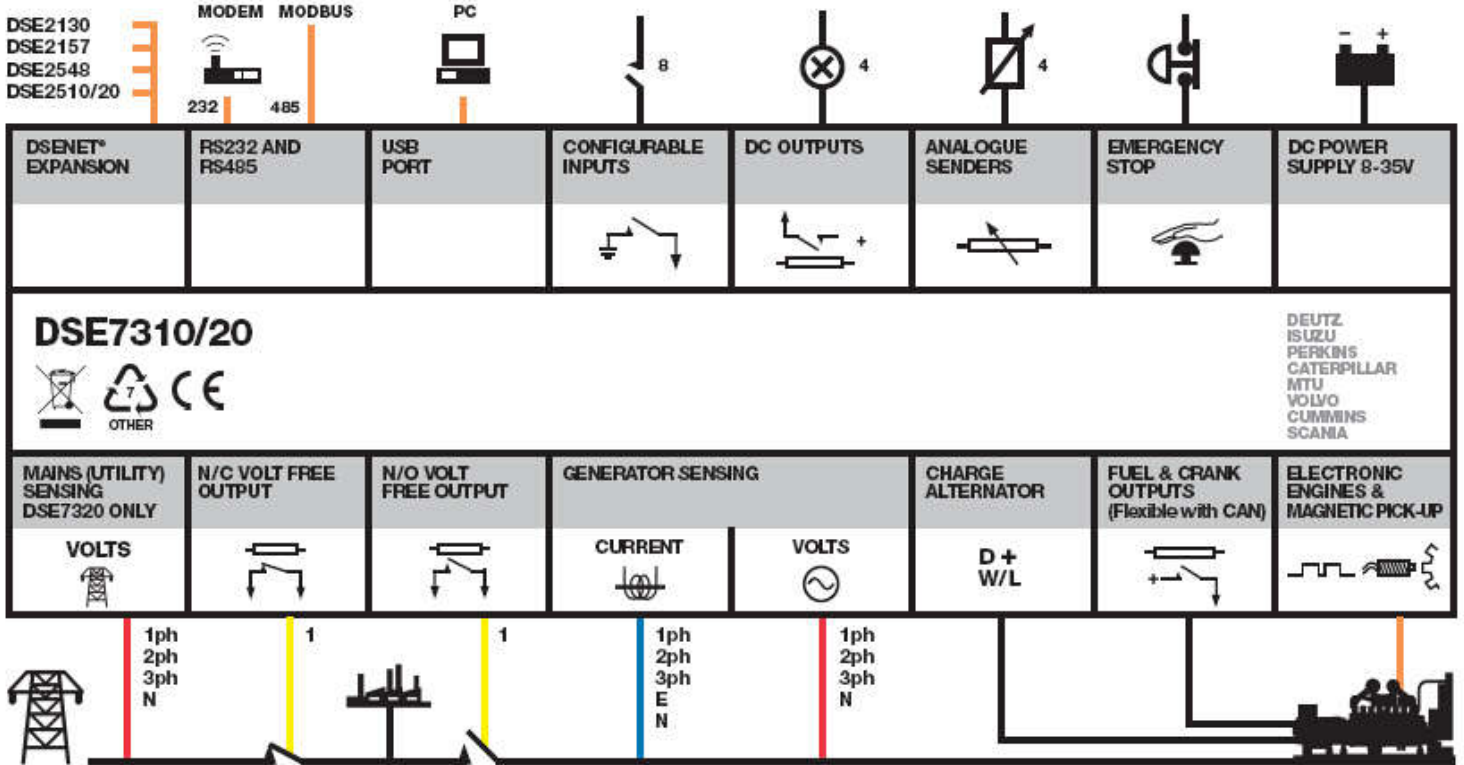 DSE2130
DSE2157
DSE2548
DSE2510/20
MODEM
MODBUS
PC
232
485
8
4
4
- +
DSENET®
EXPANSION
RS232 AND
RS485
USB
PORT
CONFIGURABLE
INPUTS
DC OUTPUTS
ANALOGUE
SENDERS
EMERGENCY
STOP
DC POWER
SUPPLY 8-35V
+
DSE7310/20
7
OTHER
CE
DEUTZ
ISUZU
PERKINS
CATERPILLAR
MTU
VOLVO
CUMMINS
SCANIA
MAINS (UTILITY)
SENSING
DSE7320 ONLY
VOLTS
N/C VOLT FREE
OUTPUT
N/O VOLT
FREE OUTPUT
GENERATOR SENSING
CURRENT
VOLTS
CHARGE
ALTERNATOR
D+
W/L
FUEL & CRANK
OUTPUTS
(Flexible with CAN)
+
ELECTRONIC
ENGINES &
MAGNETIC PICK-UP
1ph
2ph
3ph
N
1
1
1ph
2ph
3ph
E
N
1ph
2ph
3ph
N